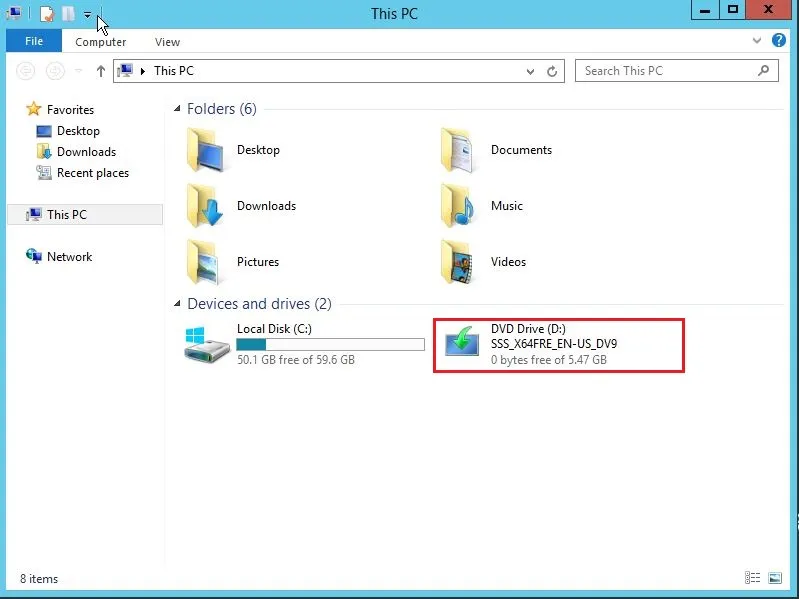 This PC
File Computer View
This PC
Search This PC
Favorites
Desktop
Downloads
Recent places
This PC
Network
Folders (6)
Desktop
Documents
Downloads
Music
Pictures
Videos
Devices and drives (2)
Local Disk (C:)
50.1 GB free of 59.6 GB
DVD Drive (D:)
SSS_X64FRE_EN-US_DV9
0 bytes free of 5.47 GB
8 items